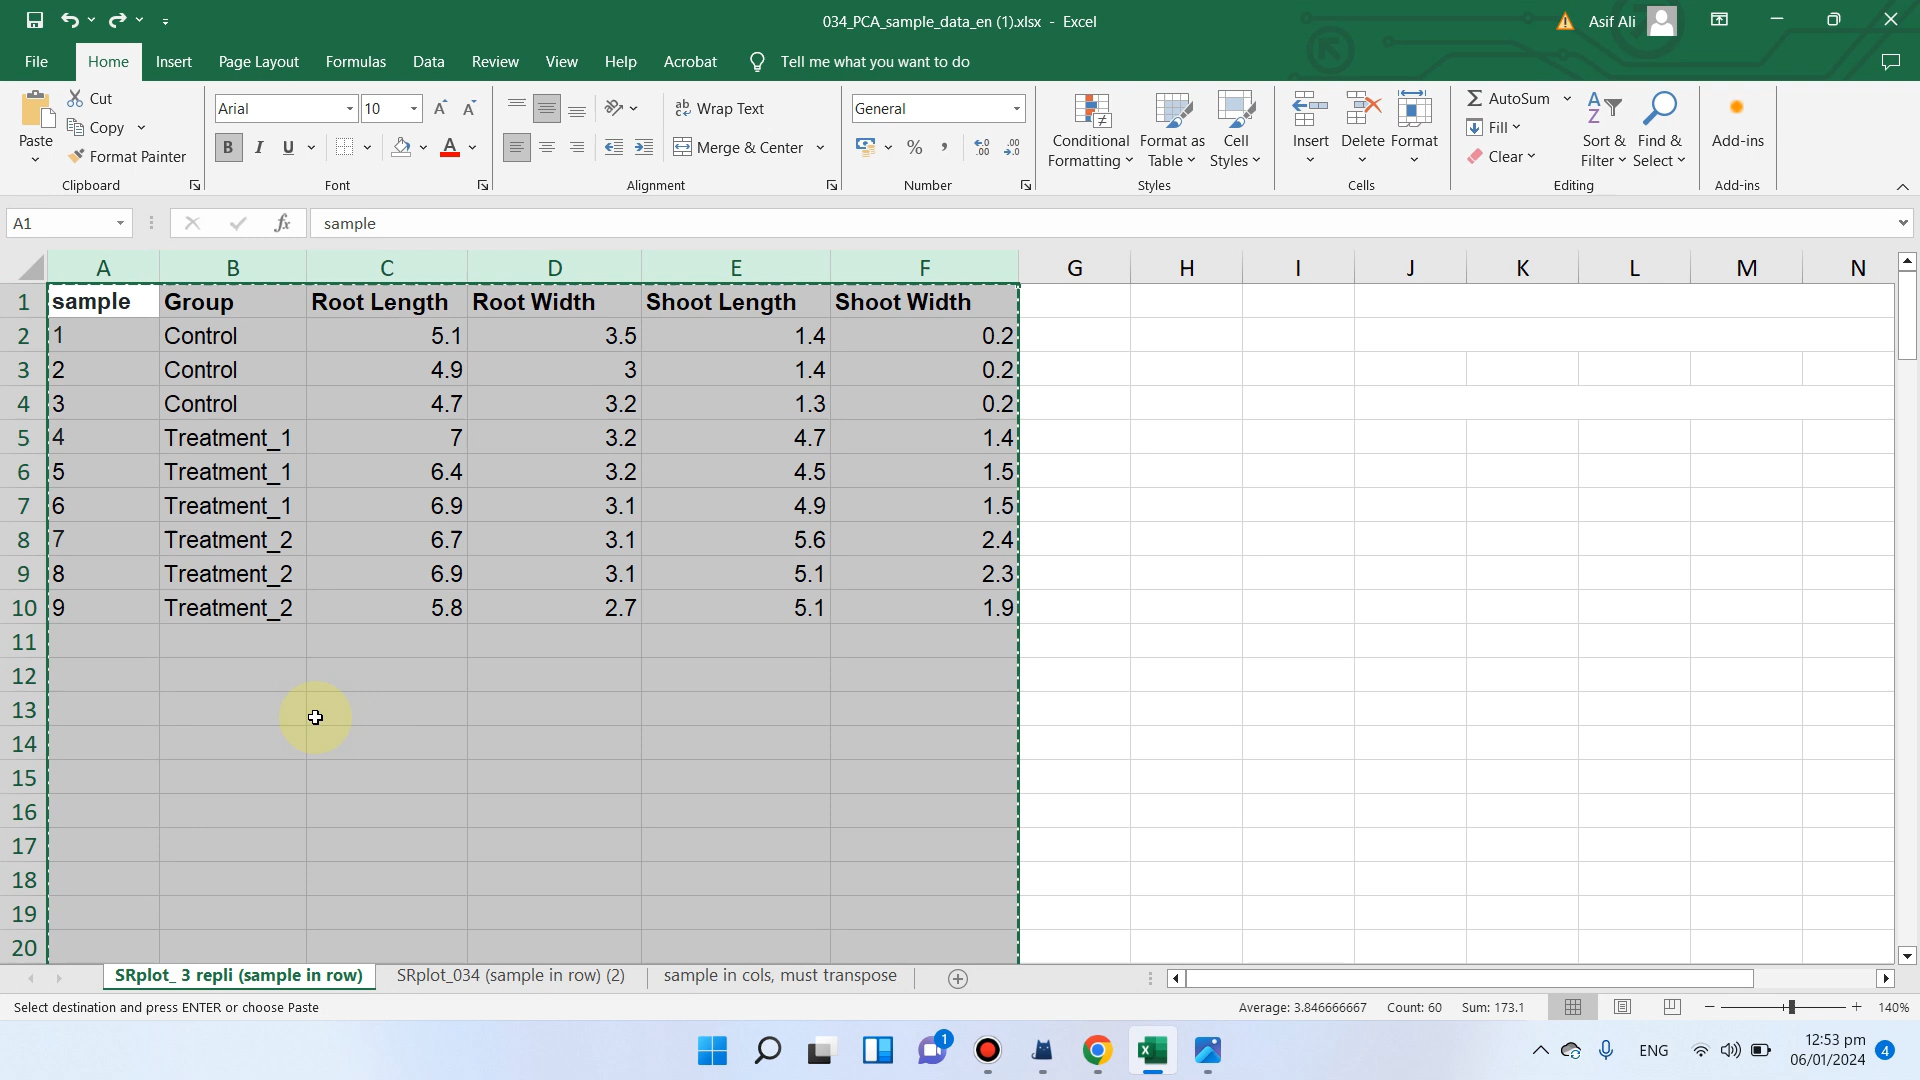 034_PCA_sample_data_en (1).xlsx - Excel
Asif Ali
File Home Insert Page Layout Formulas Data Review View Help Acrobat Tell me what you want to do
Paste
Cut
Copy
Format Painter
Clipboard
Arial 10
B I U
Font
Wrap Text
Merge & Center
Alignment
General
Number
Conditional Formatting
Format as Table
Cell Styles
Styles
Insert Delete Format
Cells
AutoSum
Fill
Clear
Sort & Filter
Find & Select
Editing
Add-ins
Add-ins
A1 fx sample
A B C D E F G H I J K L M N
1 sample Group Root Length Root Width Shoot Length Shoot Width
2 1 Control 5.1 3.5 1.4 0.2
3 2 Control 4.9 3 1.4 0.2
4 3 Control 4.7 3.2 1.3 0.2
5 4 Treatment_1 7 3.2 4.7 1.4
6 5 Treatment_1 6.4 3.2 4.5 1.5
7 6 Treatment_1 6.9 3.1 4.9 1.5
8 7 Treatment_2 6.7 3.1 5.6 2.4
9 8 Treatment_2 6.9 3.1 5.1 2.3
10 9 Treatment_2 5.8 2.7 5.1 1.9
11
12
13
14
15
16
17
18
19
20
SRplot_ 3 repli (sample in row) SRplot_034 (sample in row) (2) sample in cols, must transpose
Select destination and press ENTER or choose Paste Average: 3.846666667 Count: 60 Sum: 173.1 140%
1
ENG
12:53 pm
06/01/2024
4